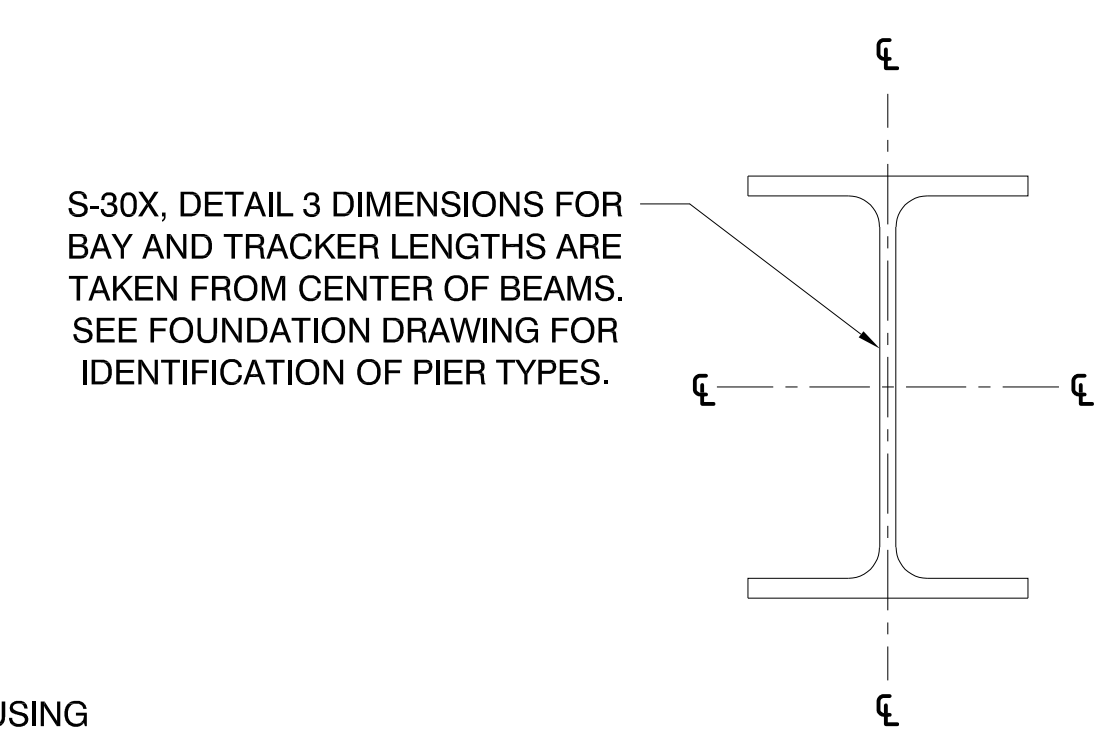 ℄
S-30X, DETAIL 3 DIMENSIONS FOR
BAY AND TRACKER LENGTHS ARE
TAKEN FROM CENTER OF BEAMS.
SEE FOUNDATION DRAWING FOR
IDENTIFICATION OF PIER TYPES.
℄ ℄
℄
USING